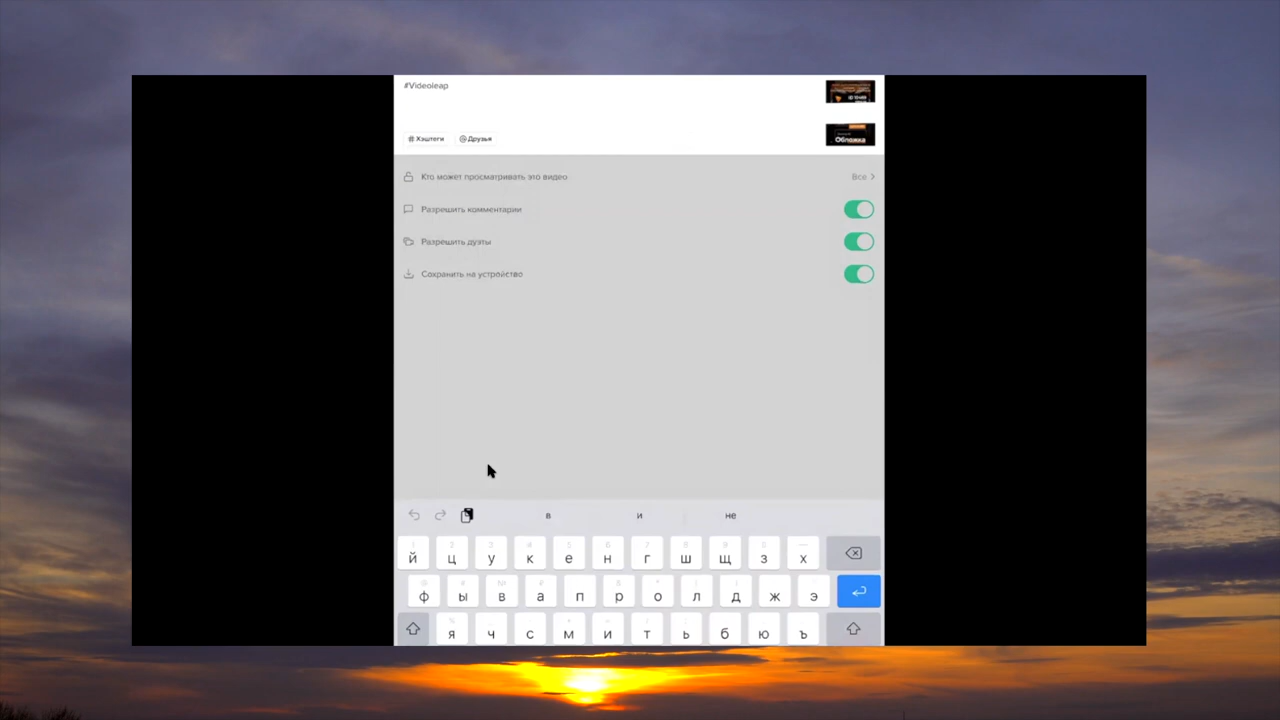 #Videoleap
# Хэштеги @ Друзья
Обложка
Кто может просматривать это видео Все >
Разрешить комментарии
Разрешить дуэты
Сохранить на устройство
в и не
й ц у к е н г ш щ з х
ф ы в а п р о л д ж э
я ч с м и т ь б ю ъ